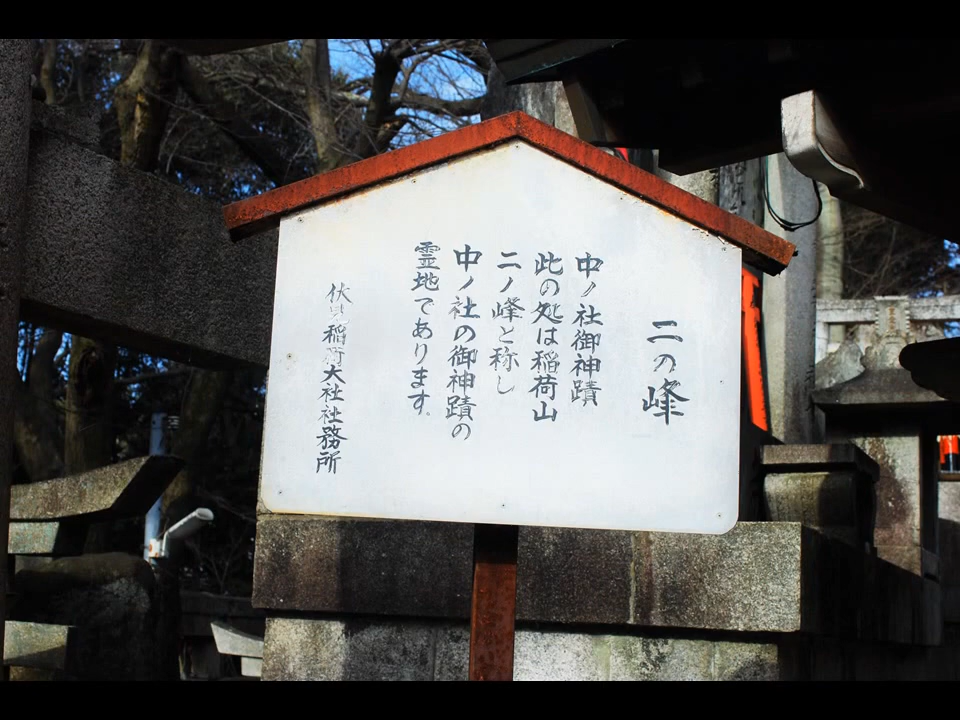 二の峰
中ノ社御神蹟
此の処は稲荷山
二ノ峰と称し
中ノ社の御神蹟の
霊地であります。
伏見稲荷大社社務所